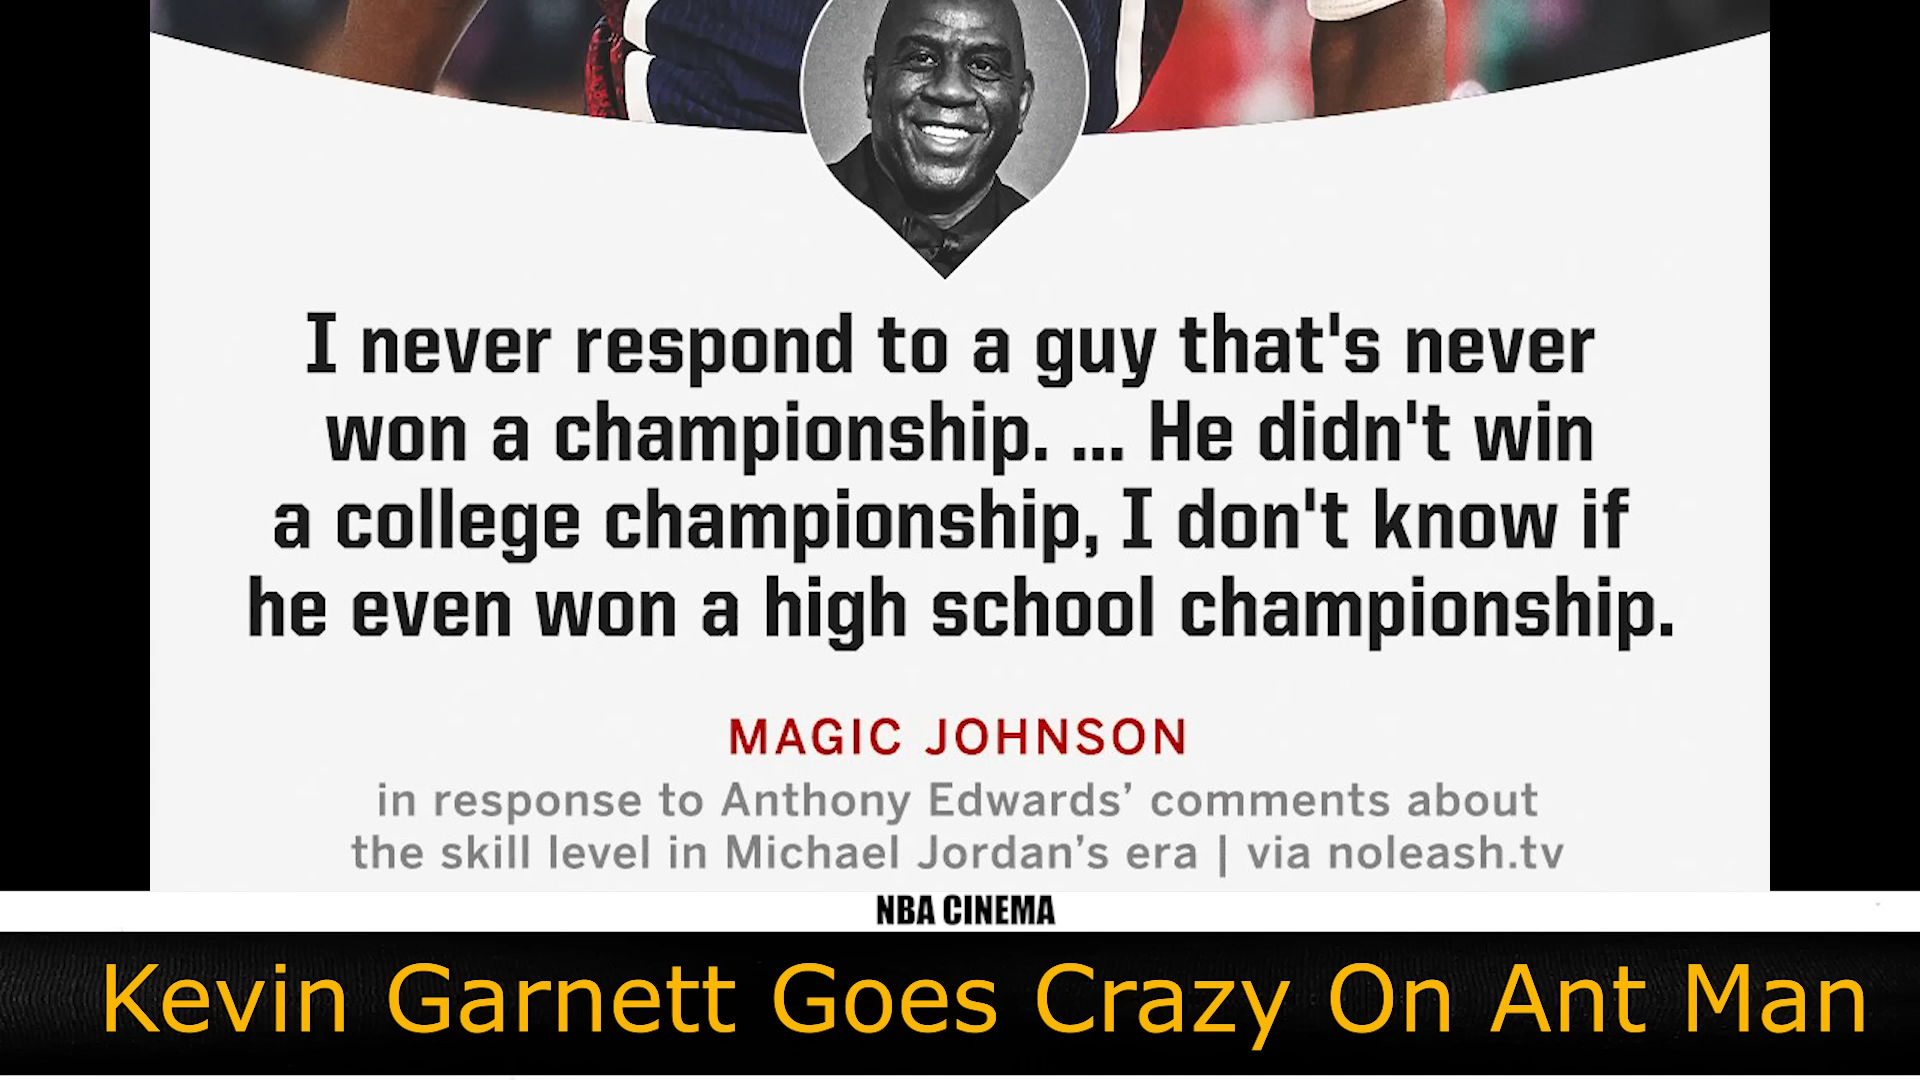 I never respond to a guy that's never
won a championship. ... He didn't win
a college championship, I don't know if
he even won a high school championship.
MAGIC JOHNSON
in response to Anthony Edwards’ comments about
the skill level in Michael Jordan’s era | via noleash.tv
NBA CINEMA
Kevin Garnett Goes Crazy On Ant Man